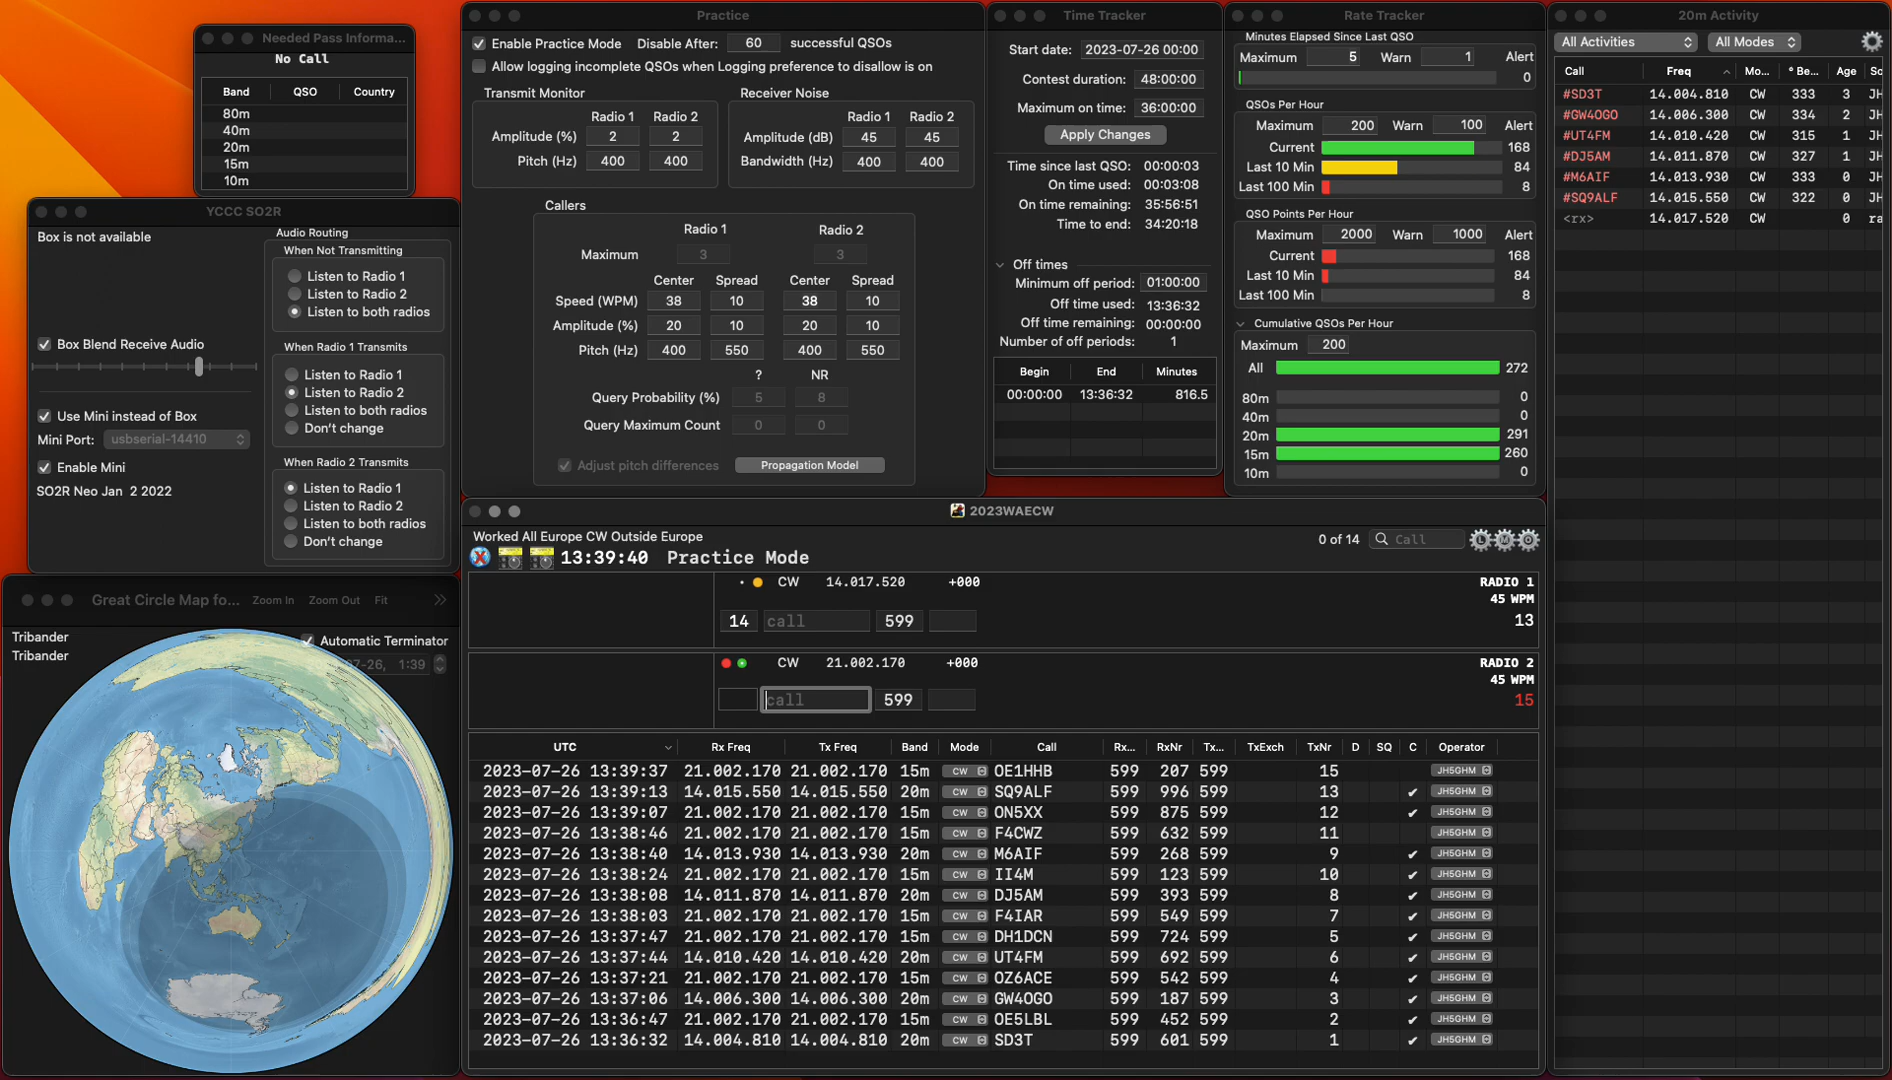 Needed Pass Informa...
No Call
Band QSO Country
80m
40m
20m
15m
10m
YCCC SO2R
Box is not available
Audio Routing
When Not Transmitting
Listen to Radio 1
Listen to Radio 2
Listen to both radios
Box Blend Receive Audio
When Radio 1 Transmits
Listen to Radio 1
Listen to Radio 2
Listen to both radios
Don't change
Use Mini instead of Box
Mini Port: usbserial-14410
Enable Mini
SO2R Neo Jan 2 2022
When Radio 2 Transmits
Listen to Radio 1
Listen to Radio 2
Listen to both radios
Don't change
Great Circle Map fo... Zoom In Zoom Out Fit
Tribander
Tribander
Automatic Terminator
1:39
Practice
Enable Practice Mode Disable After: 60 successful QSOs
Allow logging incomplete QSOs when Logging preference to disallow is on
Transmit Monitor
Radio 1 Radio 2
Amplitude (%) 2 2
Pitch (Hz) 400 400
Receiver Noise
Radio 1 Radio 2
Amplitude (dB) 45 45
Bandwidth (Hz) 400 400
Callers
Radio 1 Radio 2
Maximum 3 3
Center Spread Center Spread
Speed (WPM) 38 10 38 10
Amplitude (%) 20 10 20 10
Pitch (Hz) 400 550 400 550
? NR
Query Probability (%) 5 8
Query Maximum Count 0 0
Adjust pitch differences Propagation Model
Time Tracker
Start date: 2023-07-26 00:00
Contest duration: 48:00:00
Maximum on time: 36:00:00
Apply Changes
Time since last QSO: 00:00:03
On time used: 00:03:08
On time remaining: 35:56:51
Time to end: 34:20:18
Off times
Minimum off period: 01:00:00
Off time used: 13:36:32
Off time remaining: 00:00:00
Number of off periods: 1
Begin End Minutes
00:00:00 13:36:32 816.5
Rate Tracker
Minutes Elapsed Since Last QSO
Maximum 5 Warn 1 Alert
0
QSOs Per Hour
Maximum 200 Warn 100 Alert
Current 168
Last 10 Min 84
Last 100 Min 8
QSO Points Per Hour
Maximum 2000 Warn 1000 Alert
Current 168
Last 10 Min 84
Last 100 Min 8
Cumulative QSOs Per Hour
Maximum 200
All 272
80m 0
40m 0
20m 291
15m 260
10m 0
20m Activity
All Activities All Modes
Call Freq Mo... ° Be... Age So
#SD3T 14.004.810 CW 333 3 JH
#GW4OGO 14.006.300 CW 334 2 JH
#UT4FM 14.010.420 CW 315 1 JH
#DJ5AM 14.011.870 CW 327 1 JH
#M6AIF 14.013.930 CW 333 0 JH
#SQ9ALF 14.015.550 CW 322 0 JH
<rx> 14.017.520 CW 0 ra
2023WAECW
Worked All Europe CW Outside Europe
0 of 14 Call
L M O
13:39:40 Practice Mode
CW 14.017.520 +000 RADIO 1
45 WPM
14 call 599 13
CW 21.002.170 +000 RADIO 2
45 WPM
call 599 15
UTC Rx Freq Tx Freq Band Mode Call Rx... RxNr Tx... TxExch TxNr D SQ C Operator
2023-07-26 13:39:37 21.002.170 21.002.170 15m CW OE1HHB 599 207 599 15 JH5GHM
2023-07-26 13:39:13 14.015.550 14.015.550 20m CW SQ9ALF 599 996 599 13 ✔ JH5GHM
2023-07-26 13:39:07 21.002.170 21.002.170 15m CW ON5XX 599 875 599 12 ✔ JH5GHM
2023-07-26 13:38:46 21.002.170 21.002.170 15m CW F4CWZ 599 632 599 11 JH5GHM
2023-07-26 13:38:40 14.013.930 14.013.930 20m CW M6AIF 599 268 599 9 ✔ JH5GHM
2023-07-26 13:38:24 21.002.170 21.002.170 15m CW II4M 599 123 599 10 ✔ JH5GHM
2023-07-26 13:38:08 14.011.870 14.011.870 20m CW DJ5AM 599 393 599 8 ✔ JH5GHM
2023-07-26 13:38:03 21.002.170 21.002.170 15m CW F4IAR 599 549 599 7 ✔ JH5GHM
2023-07-26 13:37:47 21.002.170 21.002.170 15m CW DH1DCN 599 724 599 5 ✔ JH5GHM
2023-07-26 13:37:44 14.010.420 14.010.420 20m CW UT4FM 599 692 599 6 ✔ JH5GHM
2023-07-26 13:37:21 21.002.170 21.002.170 15m CW OZ6ACE 599 542 599 4 ✔ JH5GHM
2023-07-26 13:37:06 14.006.300 14.006.300 20m CW GW4OGO 599 187 599 3 ✔ JH5GHM
2023-07-26 13:36:47 21.002.170 21.002.170 15m CW OE5LBL 599 452 599 2 ✔ JH5GHM
2023-07-26 13:36:32 14.004.810 14.004.810 20m CW SD3T 599 601 599 1 ✔ JH5GHM